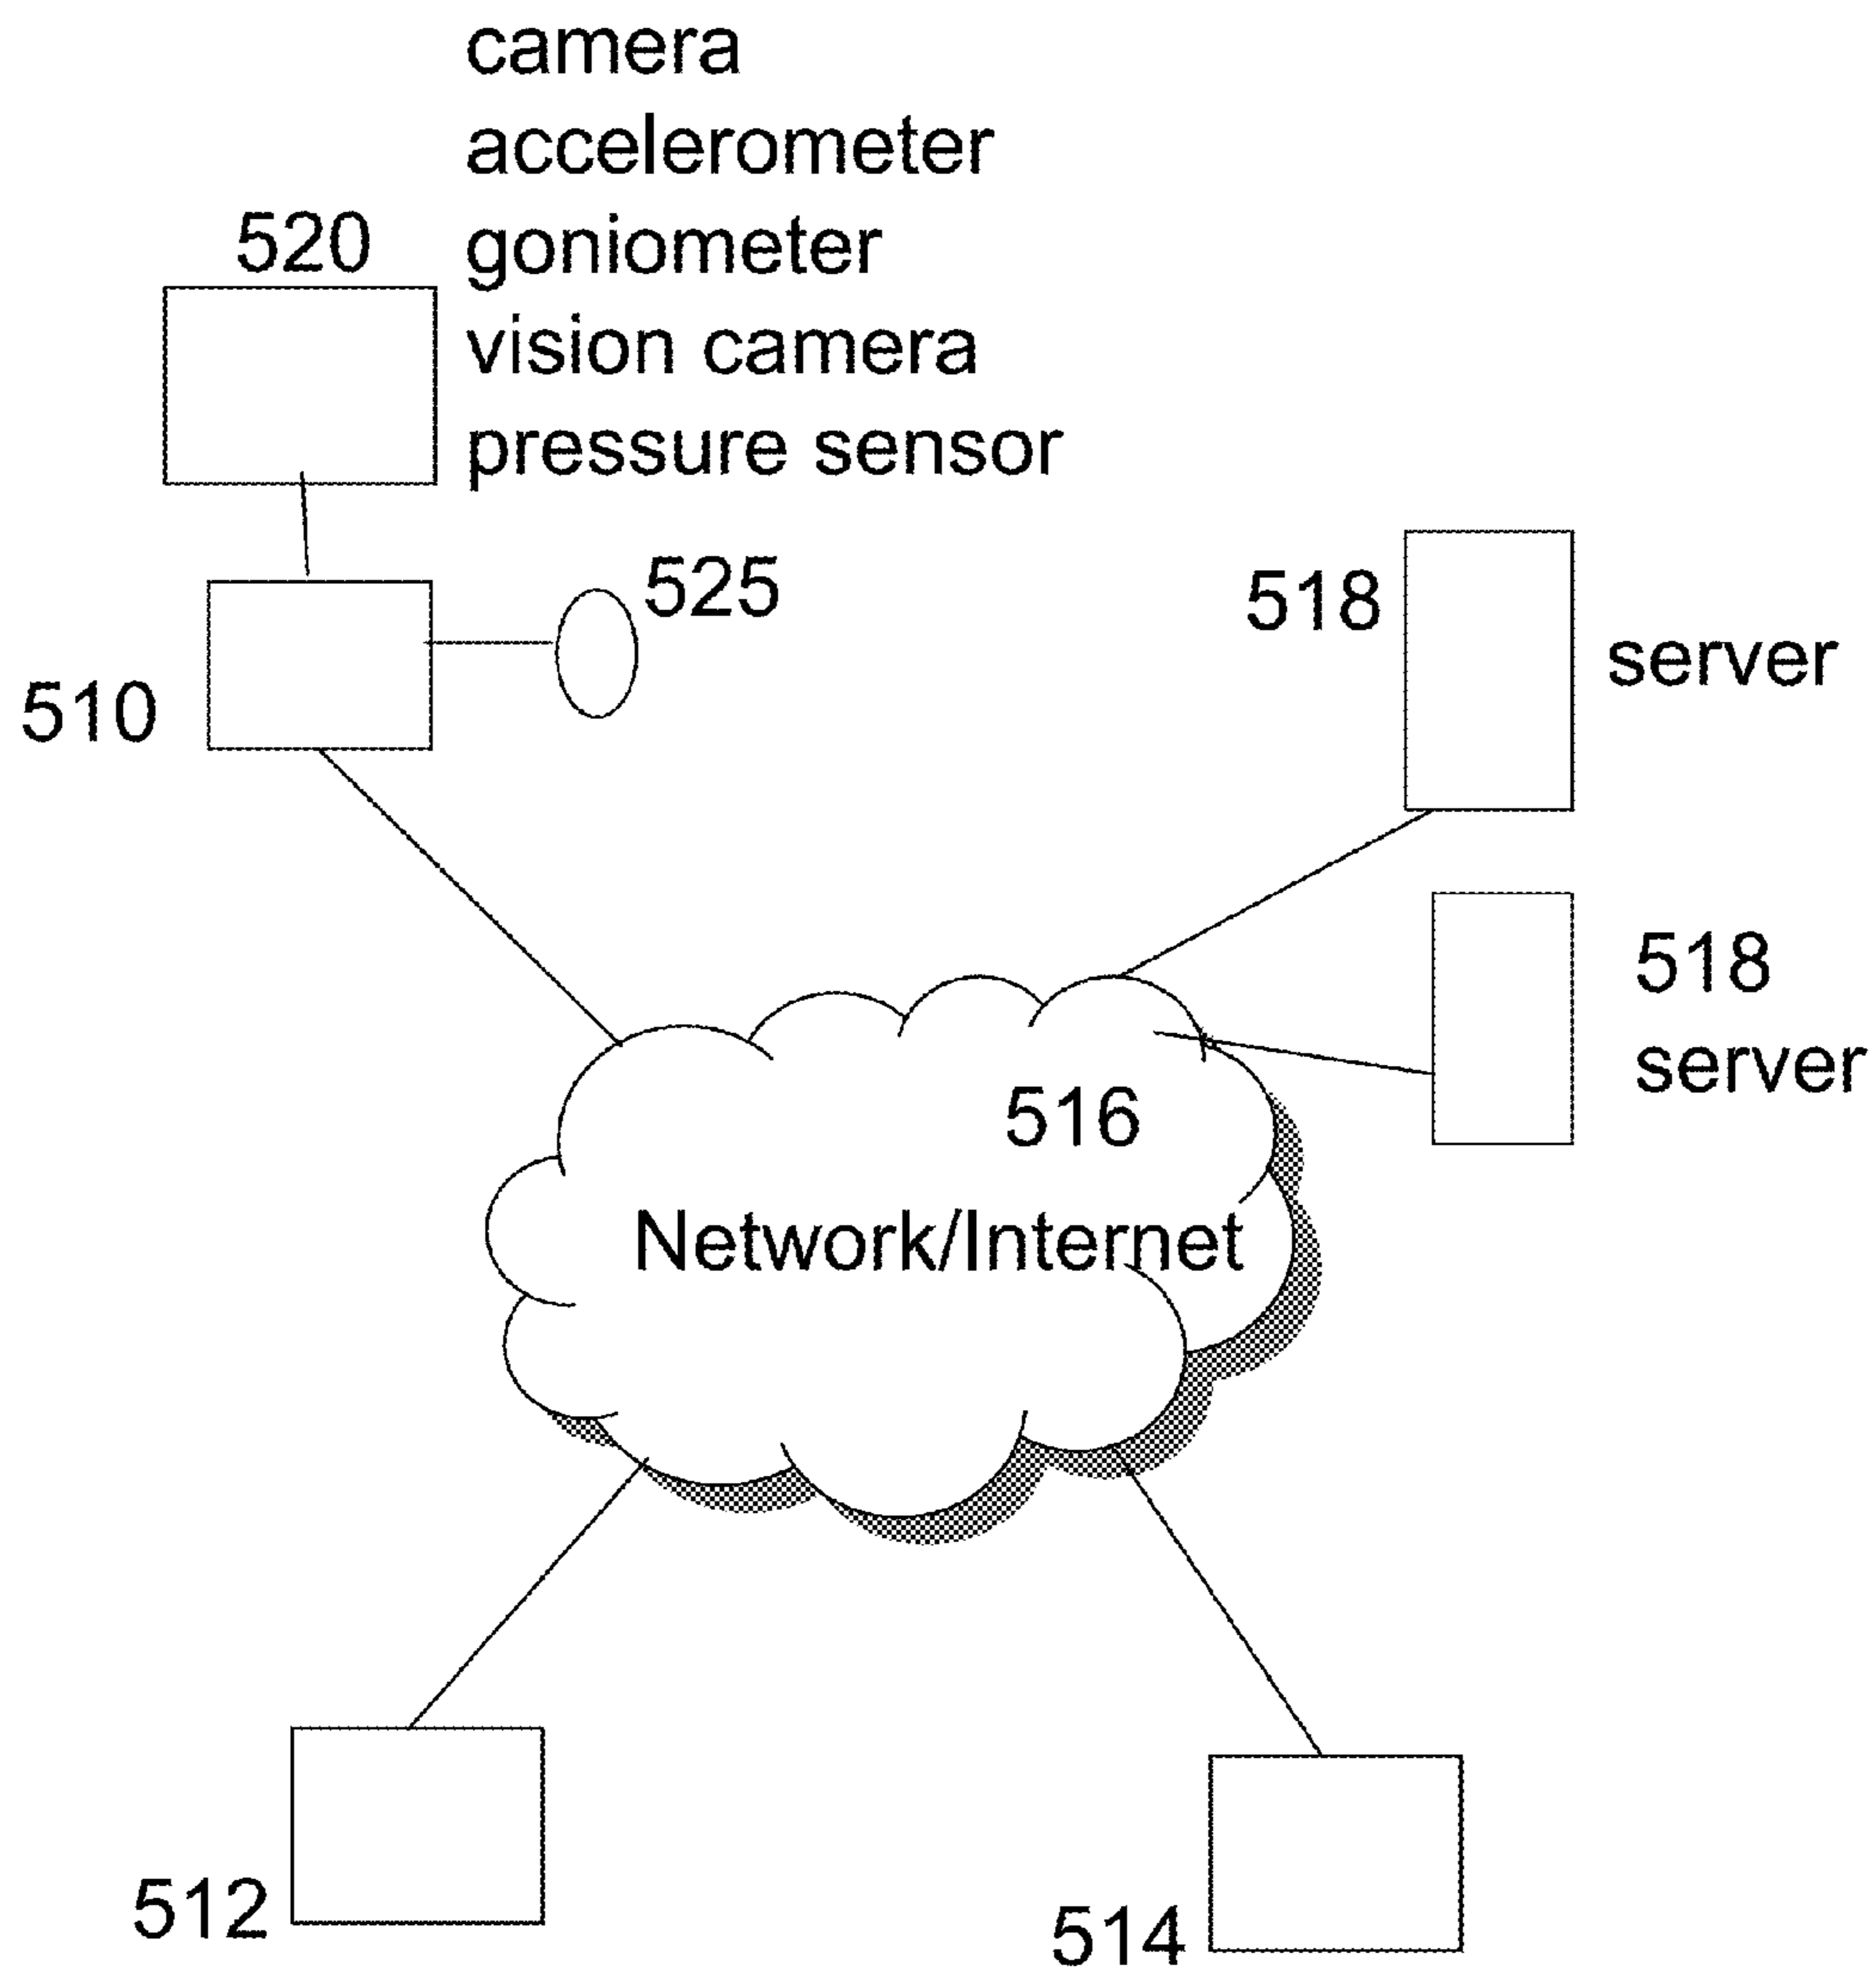 camera
accelerometer
520
goniometer
vision camera
pressure sensor
525
518
server
510
518
server
516
Network/Internet
512
514